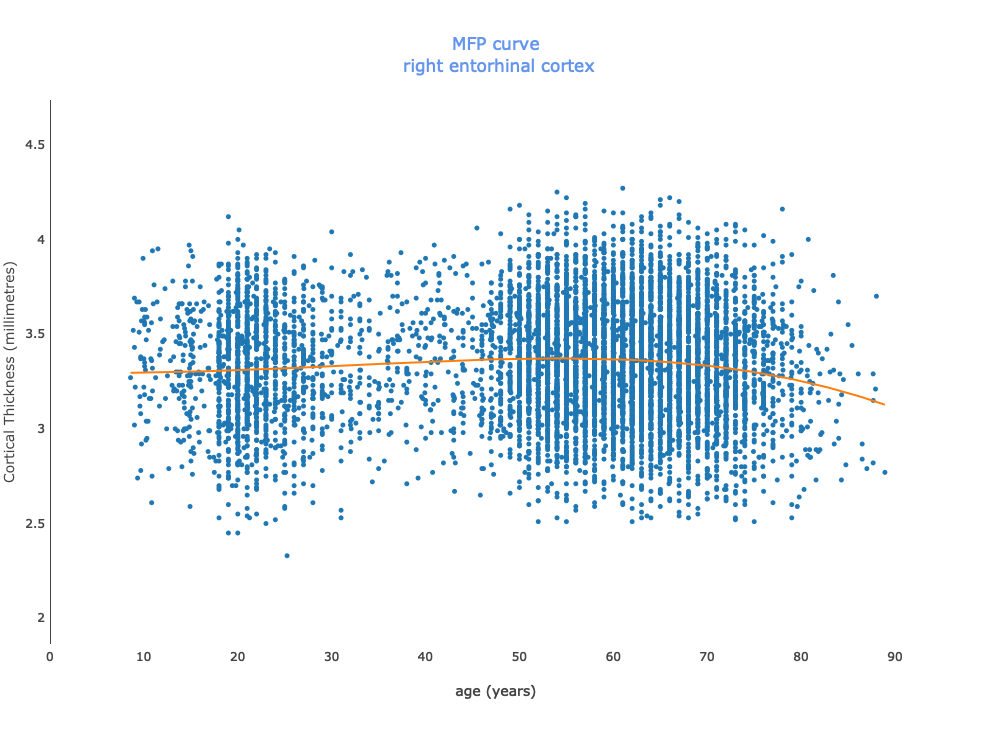 MFP curve
right entorhinal cortex
Cortical Thickness (millimetres)
4.5
4
3.5
3
2.5
2
0 10 20 30 40 50 60 70 80 90
age (years)